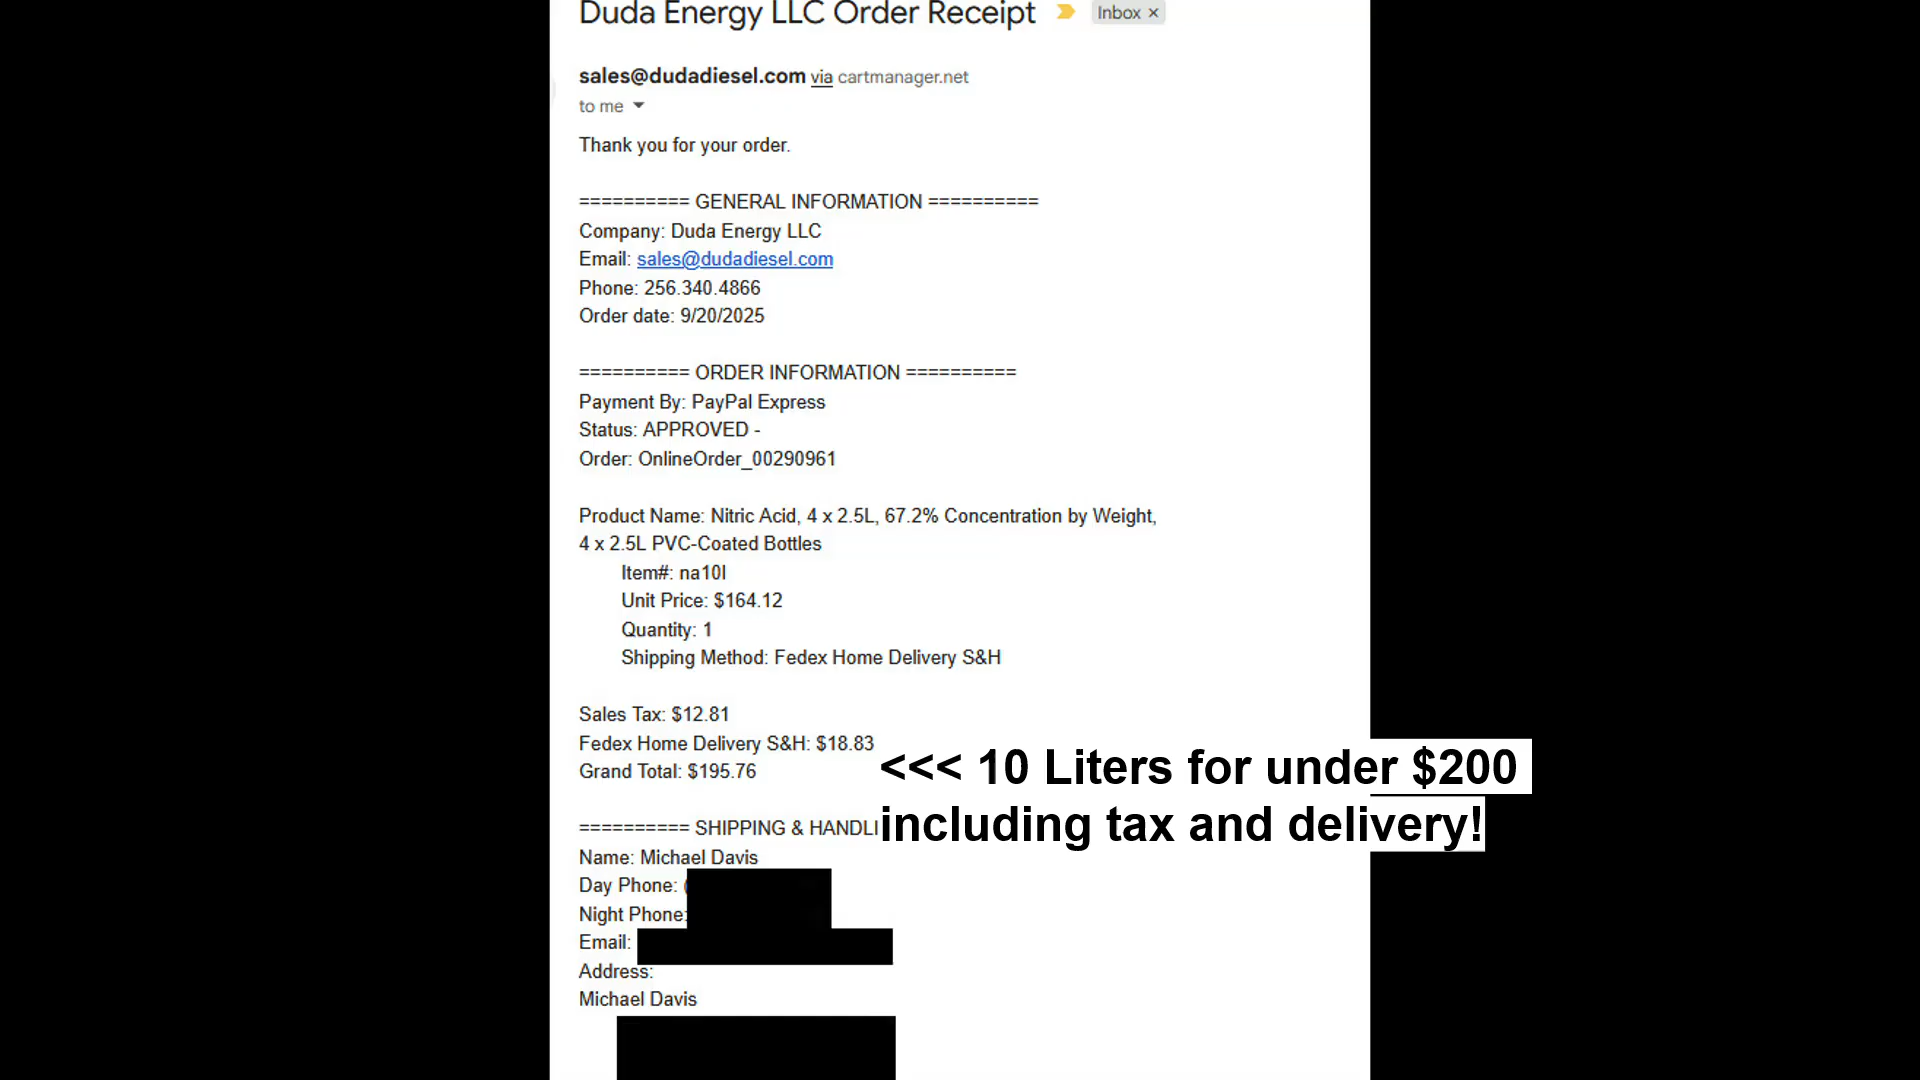 Duda Energy LLC Order Receipt Inbox ×
sales@dudadiesel.com via cartmanager.net
to me
Thank you for your order.
========== GENERAL INFORMATION ==========
Company: Duda Energy LLC
Email: sales@dudadiesel.com
Phone: 256.340.4866
Order date: 9/20/2025
========== ORDER INFORMATION ==========
Payment By: PayPal Express
Status: APPROVED -
Order: OnlineOrder_00290961
Product Name: Nitric Acid, 4 x 2.5L, 67.2% Concentration by Weight,
4 x 2.5L PVC-Coated Bottles
Item#: na10l
Unit Price: $164.12
Quantity: 1
Shipping Method: Fedex Home Delivery S&H
Sales Tax: $12.81
Fedex Home Delivery S&H: $18.83
Grand Total: $195.76
<<< 10 Liters for under $200
including tax and delivery!
========== SHIPPING & HANDLI
Name: Michael Davis
Day Phone: (
Night Phone:
Email:
Address:
Michael Davis